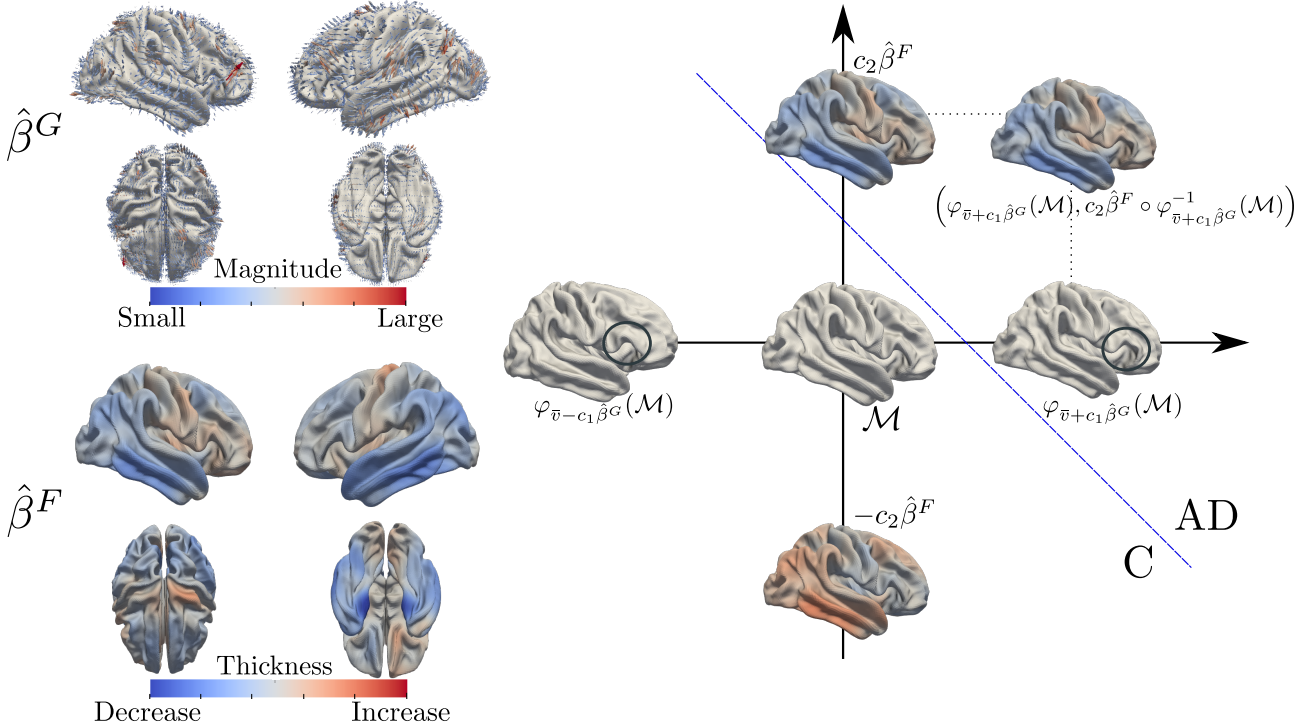 β̂^G
Magnitude
Small Large
β̂^F
Thickness
Decrease Increase
c₂β̂^F
(φ_{v̄+c₁β̂^G}(ℳ), c₂β̂^F ∘ φ^{-1}_{v̄+c₁β̂^G}(ℳ))
φ_{v̄−c₁β̂^G}(ℳ)
ℳ
φ_{v̄+c₁β̂^G}(ℳ)
−c₂β̂^F
AD
C